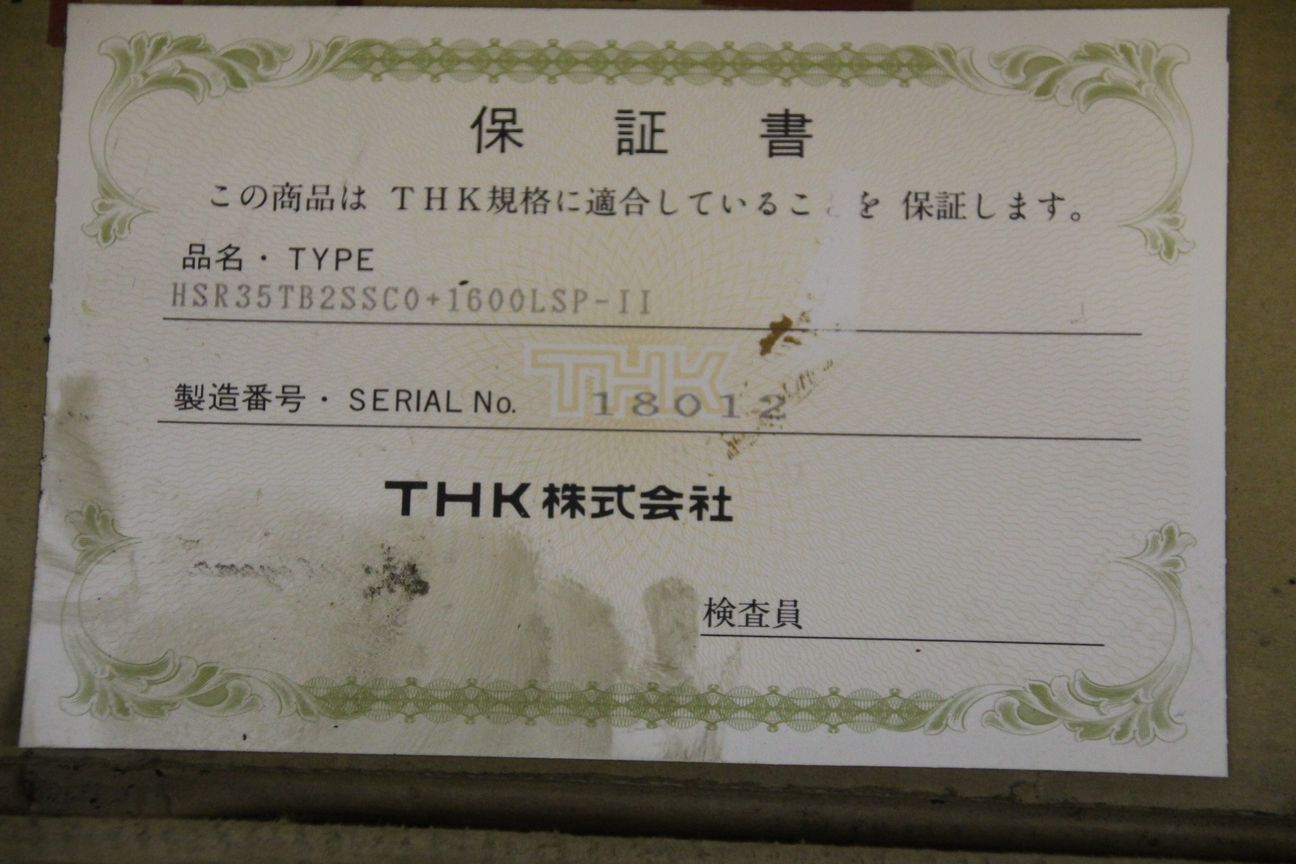 保証書
この商品は THK規格に適合していることを 保証します。
品名・TYPE
HSR35TB2SSC0+1600LSP-II
THK
製造番号・SERIAL No. 18012
THK株式会社
検査員